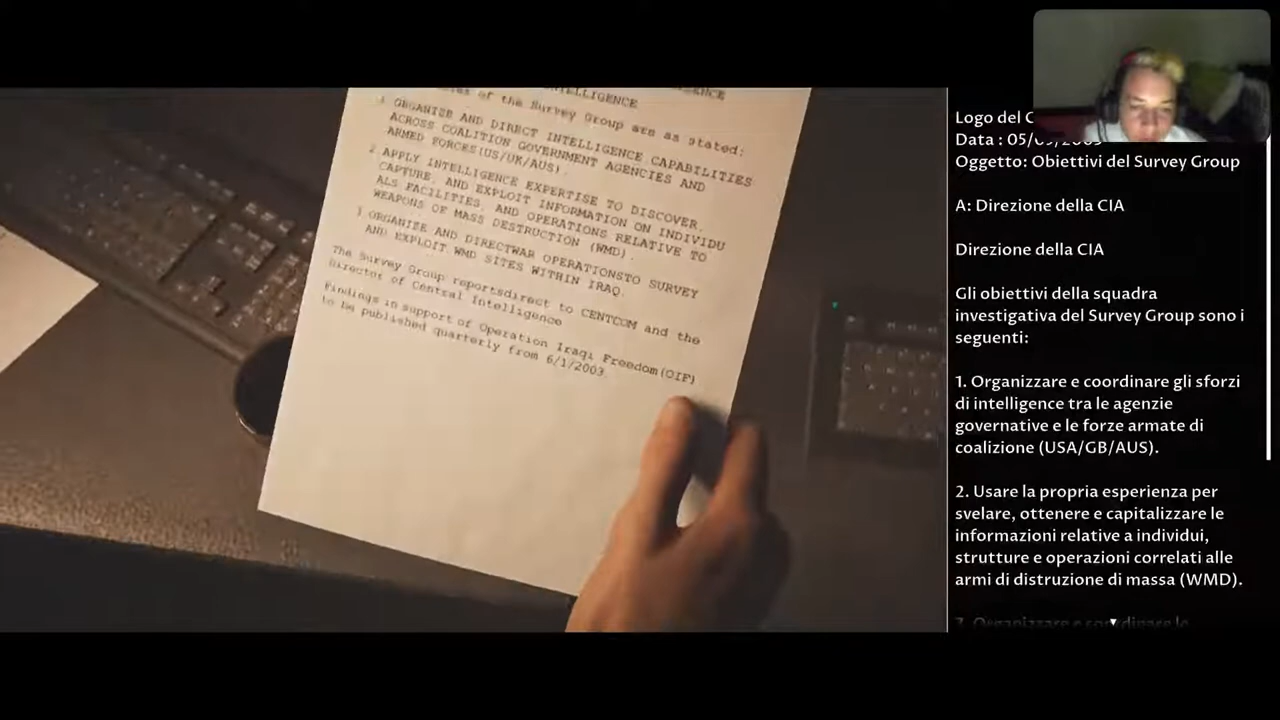 INTELLIGENCE
of the Survey Group are as stated:
1. ORGANISE AND DIRECT INTELLIGENCE CAPABILITIES
ACROSS COALITION GOVERNMENT AGENCIES AND
ARMED FORCES(US/UK/AUS).
2. APPLY INTELLIGENCE EXPERTISE TO DISCOVER,
CAPTURE, AND EXPLOIT INFORMATION ON INDIVIDU
ALS FACILITIES, AND OPERATIONS RELATIVE TO
WEAPONS OF MASS DESTRUCTION (WMD).
3. ORGANISE AND DIRECTWAR OPERATIONSTO SURVEY
AND EXPLOIT WMD SITES WITHIN IRAQ.
The Survey Group reportsdirect to CENTCOM and the
Director of Central Intelligence
Findings in support of Operation Iraqi Freedom(OIF)
to be published quarterly from 6/1/2003
Logo del
Data :
Oggetto: Obiettivi del Survey Group
A: Direzione della CIA
Direzione della CIA
Gli obiettivi della squadra
investigativa del Survey Group sono i
seguenti:
1. Organizzare e coordinare gli sforzi
di intelligence tra le agenzie
governative e le forze armate di
coalizione (USA/GB/AUS).
2. Usare la propria esperienza per
svelare, ottenere e capitalizzare le
informazioni relative a individui,
strutture e operazioni correlati alle
armi di distruzione di massa (WMD).
Organizzare e coordinare le